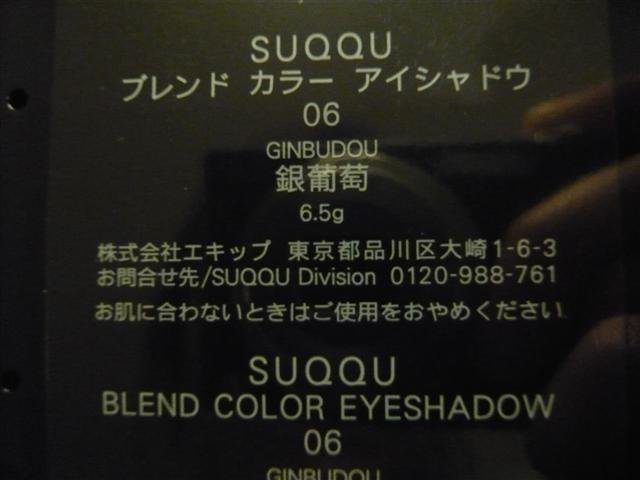 SUQQU
ブレンド カラー アイシャドウ
06
GINBUDOU
銀葡萄
6.5g
株式会社エキップ 東京都品川区大崎1-6-3
お問合せ先/SUQQU Division 0120-988-761
お肌に合わないときはご使用をおやめください.
SUQQU
BLEND COLOR EYESHADOW
06
GINBUDOU